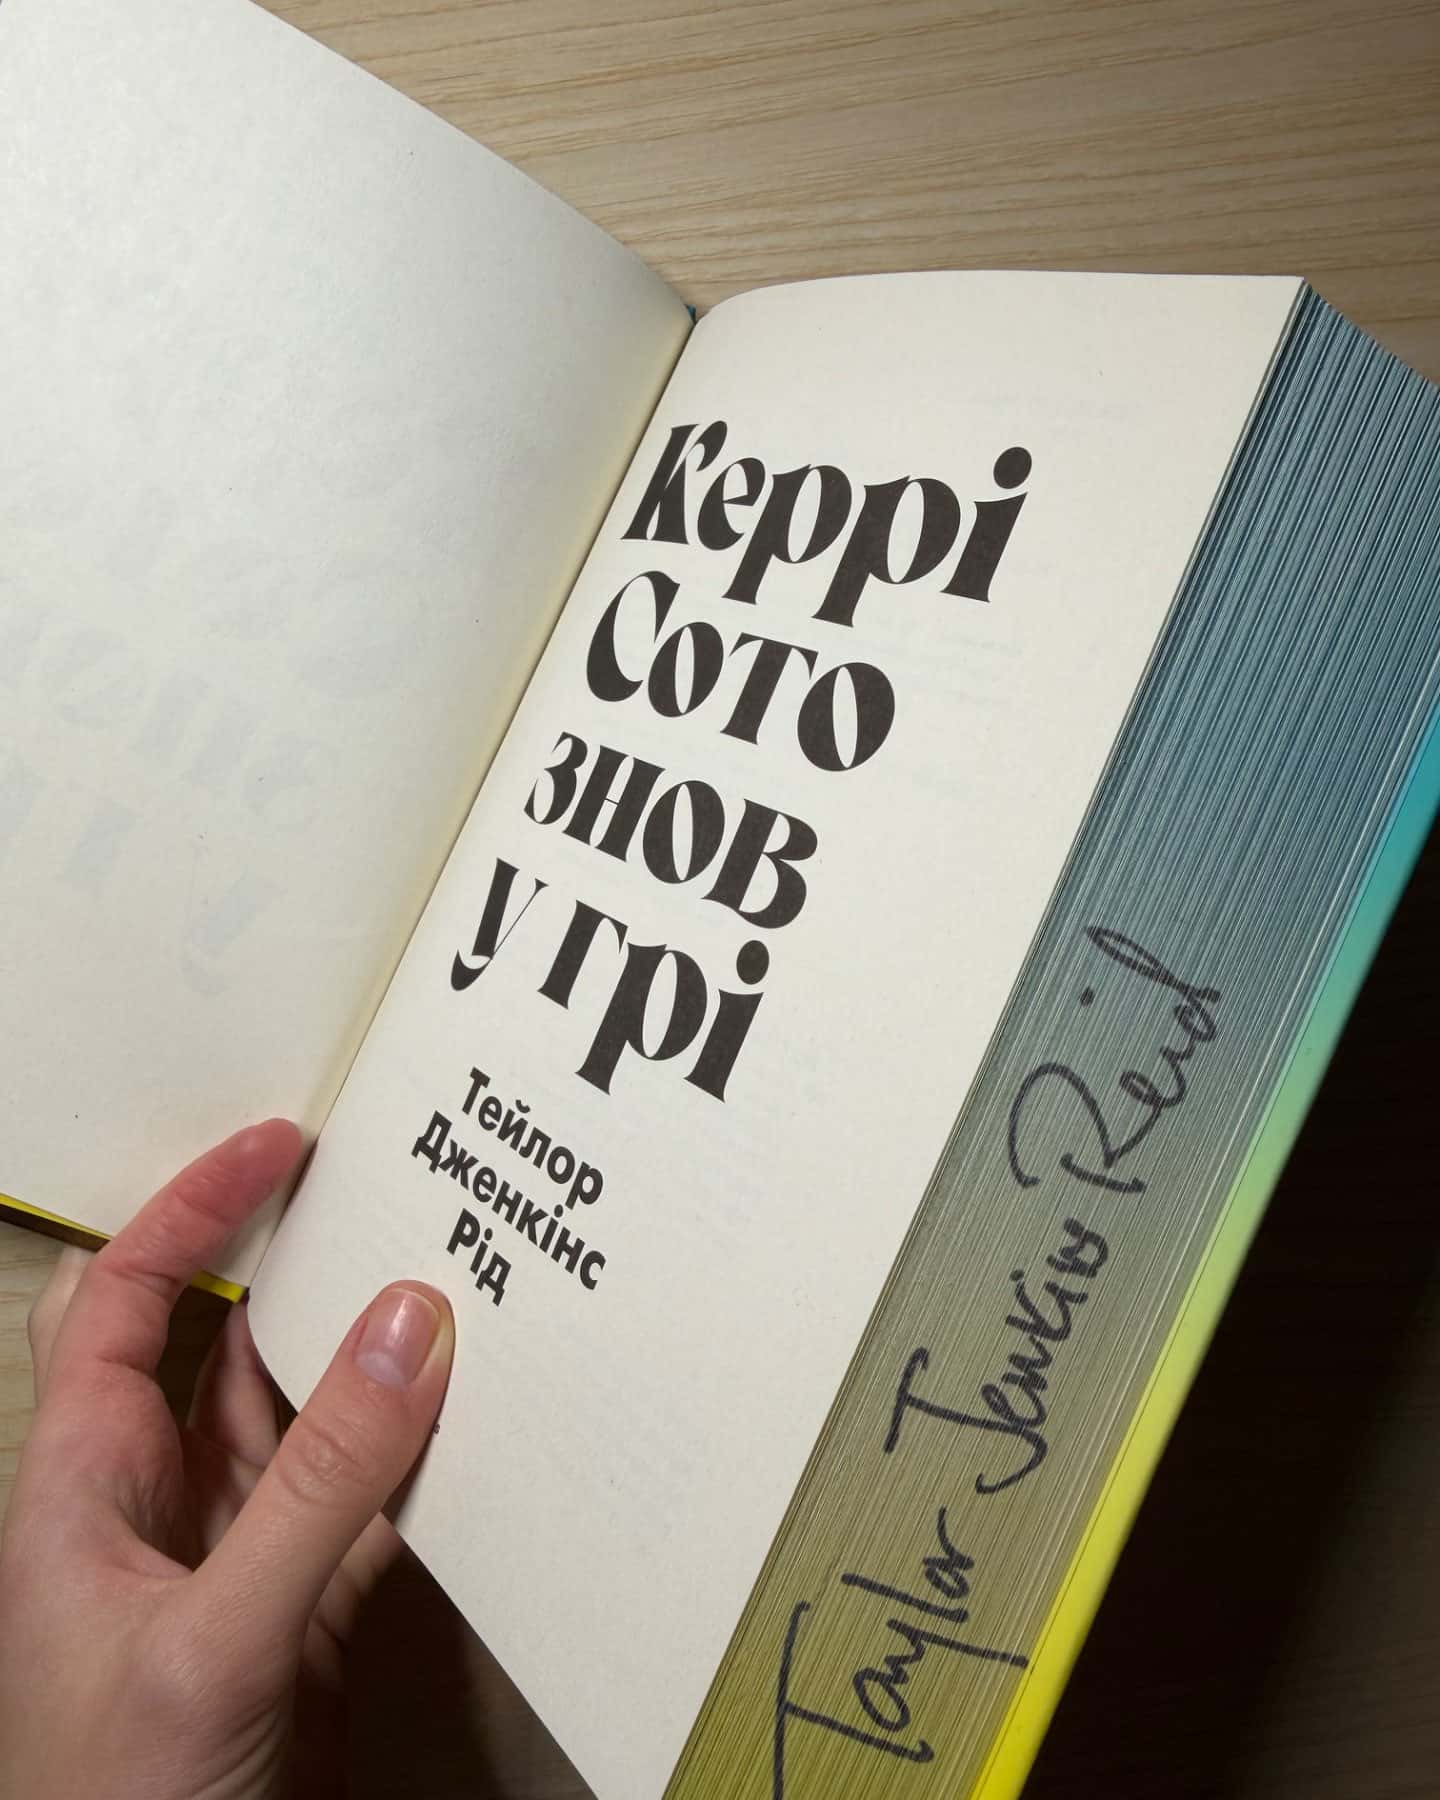 Керрі
Сото
знов
у грі
Тейлор
Дженкінс
Рід
Taylor Jenkins Reid